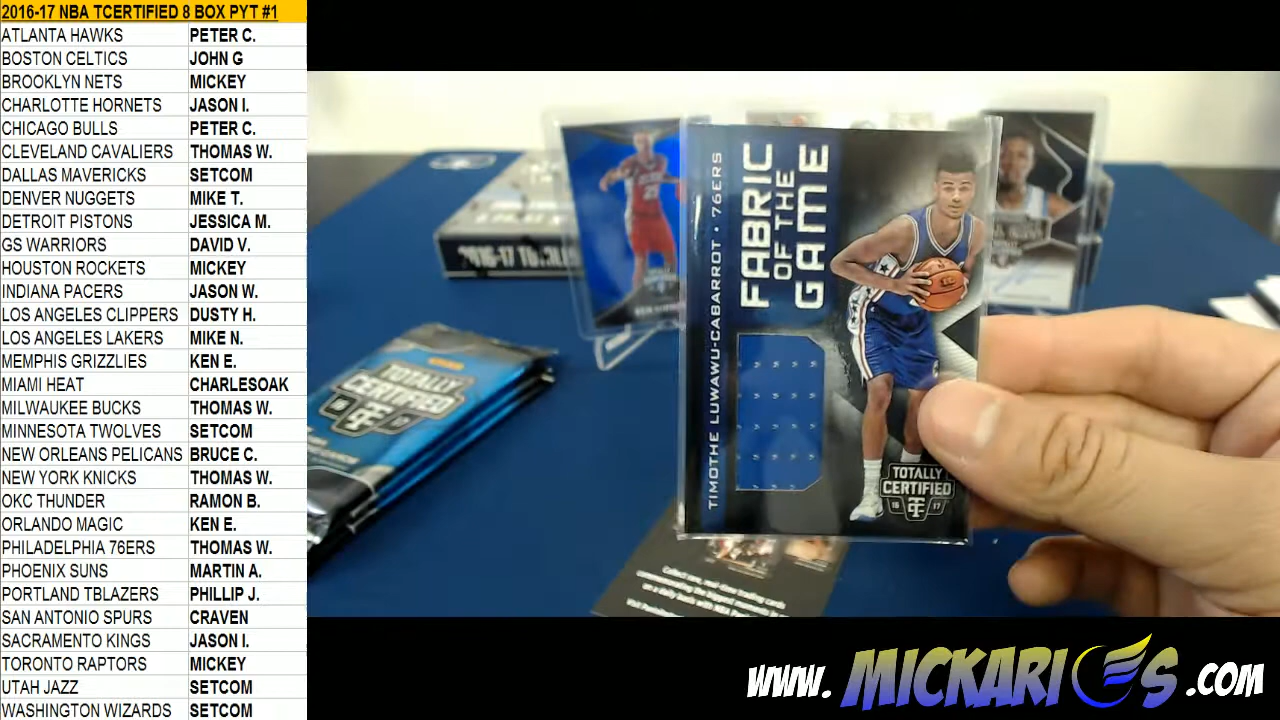 2016-17 NBA TCERTIFIED 8 BOX PYT #1
ATLANTA HAWKS PETER C.
BOSTON CELTICS JOHN G
BROOKLYN NETS MICKEY
CHARLOTTE HORNETS JASON I.
CHICAGO BULLS PETER C.
CLEVELAND CAVALIERS THOMAS W.
DALLAS MAVERICKS SETCOM
DENVER NUGGETS MIKE T.
DETROIT PISTONS JESSICA M.
GS WARRIORS DAVID V.
HOUSTON ROCKETS MICKEY
INDIANA PACERS JASON W.
LOS ANGELES CLIPPERS DUSTY H.
LOS ANGELES LAKERS MIKE N.
MEMPHIS GRIZZLIES KEN E.
MIAMI HEAT CHARLESOAK
MILWAUKEE BUCKS THOMAS W.
MINNESOTA TWOLVES SETCOM
NEW ORLEANS PELICANS BRUCE C.
NEW YORK KNICKS THOMAS W.
OKC THUNDER RAMON B.
ORLANDO MAGIC KEN E.
PHILADELPHIA 76ERS THOMAS W.
PHOENIX SUNS MARTIN A.
PORTLAND TBLAZERS PHILLIP J.
SAN ANTONIO SPURS CRAVEN
SACRAMENTO KINGS JASON I.
TORONTO RAPTORS MICKEY
UTAH JAZZ SETCOM
WASHINGTON WIZARDS SETCOM
TIMOTHE LUWAWU-CABARROT • 76ERS
FABRIC
OF THE
GAME
TOTALLY
CERTIFIED
16 TC 17
2016-17
25
TOTALLY
CERTIFIED
www.MICKARICES.com